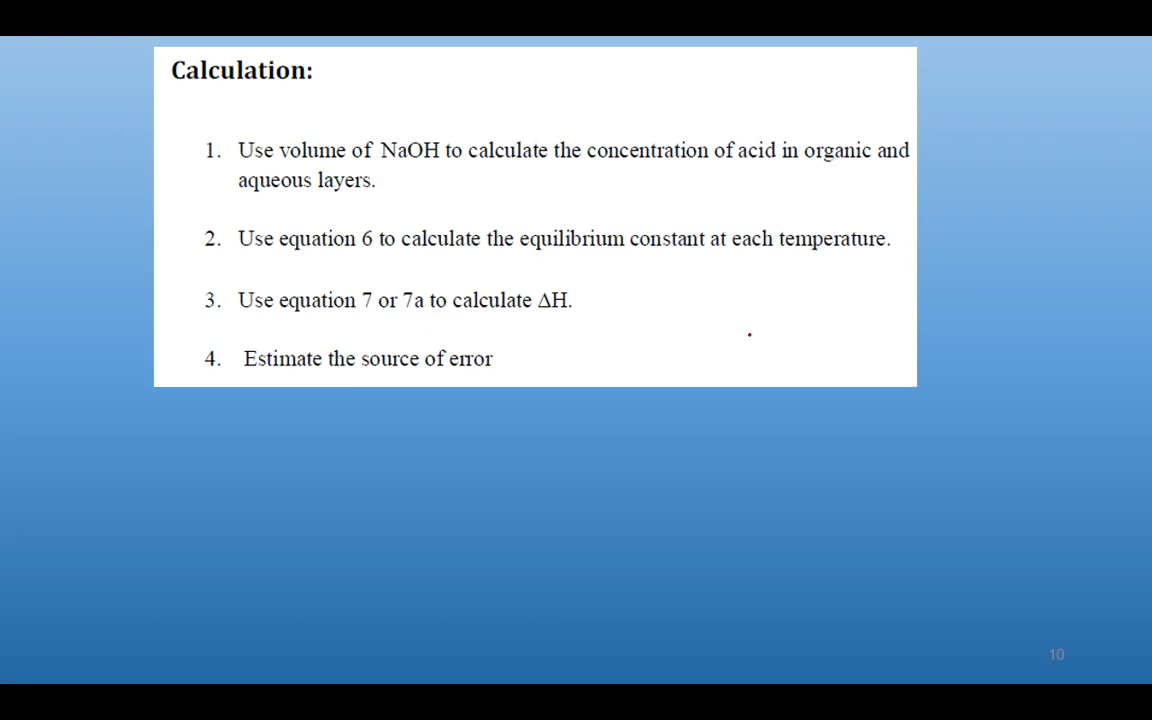 Calculation:
1. Use volume of NaOH to calculate the concentration of acid in organic and
aqueous layers.
2. Use equation 6 to calculate the equilibrium constant at each temperature.
3. Use equation 7 or 7a to calculate ΔH.
4. Estimate the source of error
10